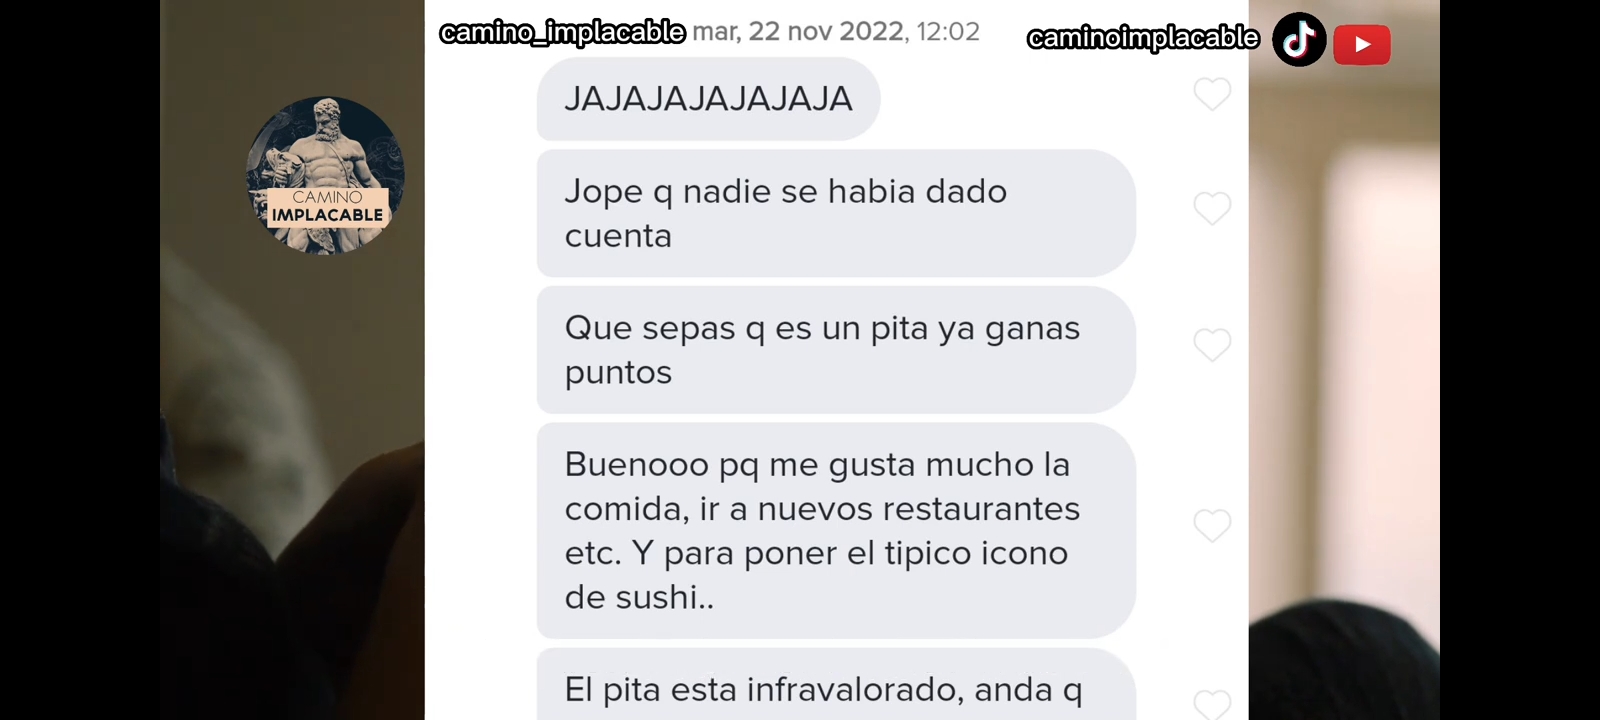 camino_implacable mar, 22 nov 2022, 12:02 caminoimplacable
CAMINO
IMPLACABLE
JAJAJAJAJAJAJA
Jope q nadie se habia dado
cuenta
Que sepas q es un pita ya ganas
puntos
Buenooo pq me gusta mucho la
comida, ir a nuevos restaurantes
etc. Y para poner el tipico icono
de sushi..
El pita esta infravalorado, anda q